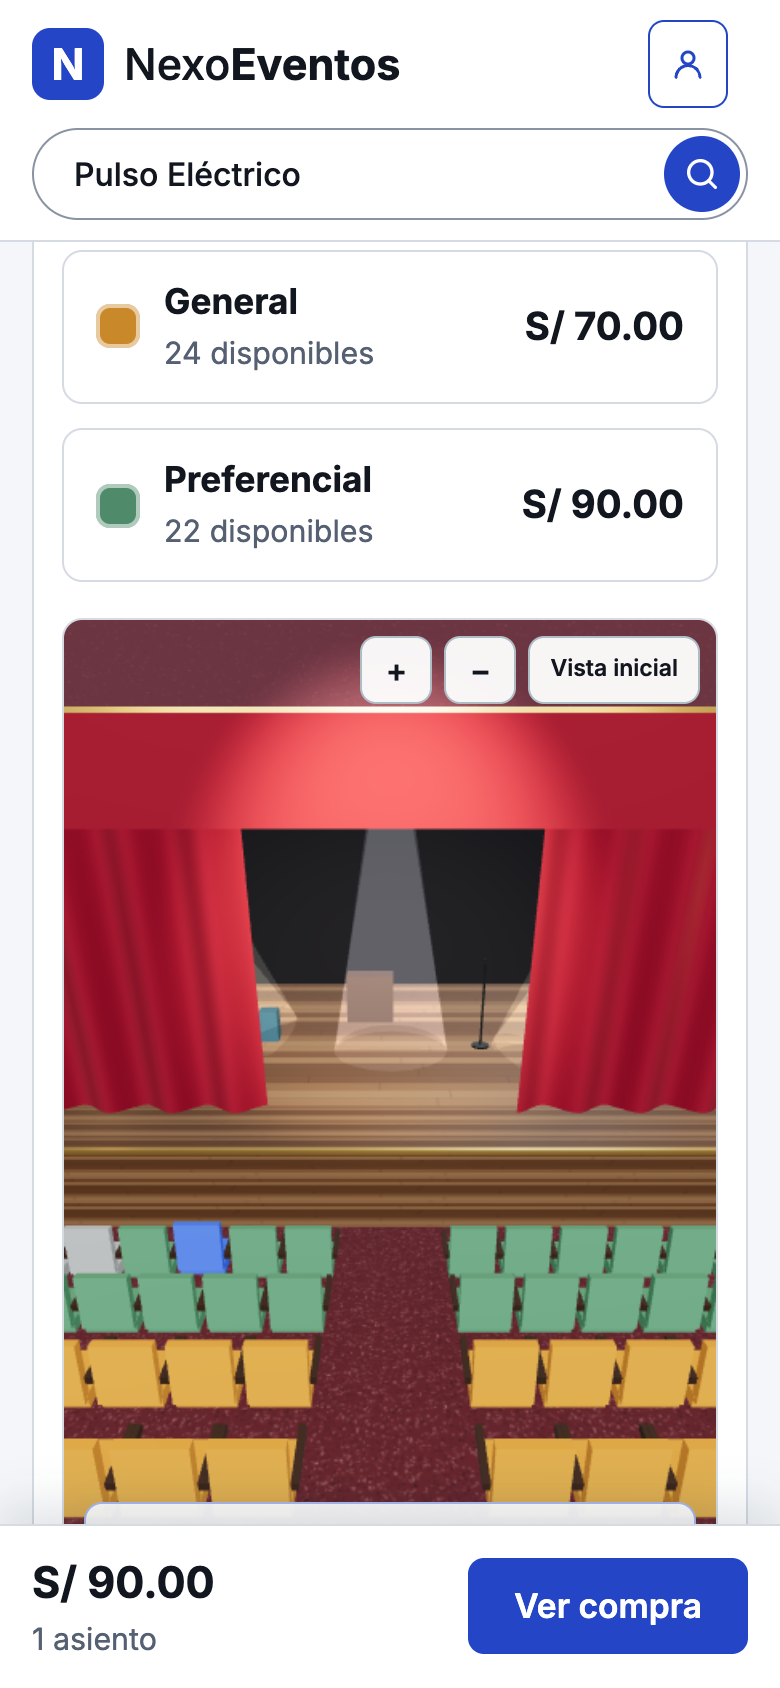 N NexoEventos
Pulso Eléctrico
General
24 disponibles
S/ 70.00
Preferencial
22 disponibles
S/ 90.00
+ − Vista inicial
S/ 90.00
1 asiento
Ver compra